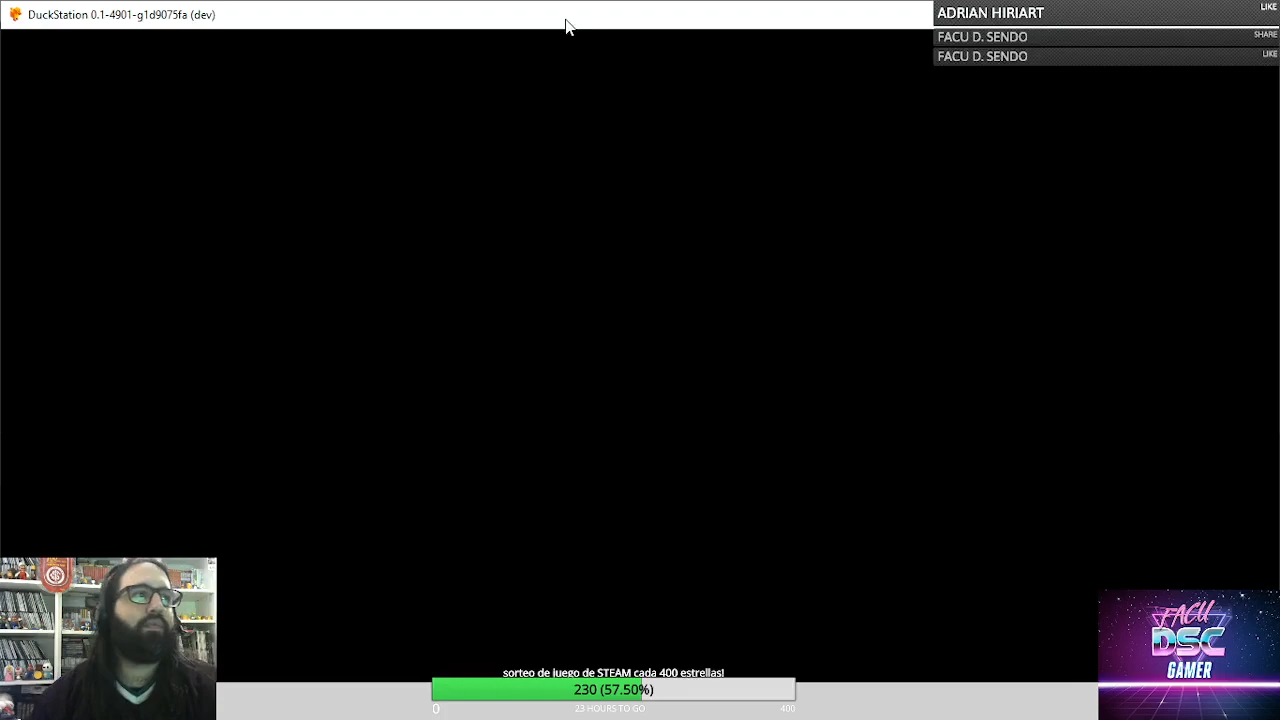 DuckStation 0.1-4901-g1d9075fa (dev)
ADRIAN HIRIART LIKE
FACU D. SENDO SHARE
FACU D. SENDO LIKE
FACU
DSC
GAMER
sorteo de juego de STEAM cada 400 estrellas!
230 (57.50%)
0 23 HOURS TO GO 400